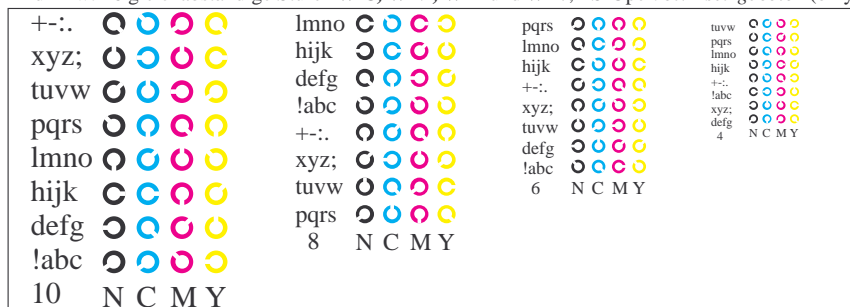 +-:.
xyz;
tuvw
pqrs
lmno
hijk
defg
!abc
10 N C M Y
lmno
hijk
defg
!abc
+-:.
xyz;
tuvw
pqrs
8 N C M Y
pqrs
lmno
hijk
+-:.
xyz;
tuvw
defg
!abc
6 N C M Y
tuvw
pqrs
lmno
hijk
+-:.
!abc
xyz;
defg
4 N C M Y